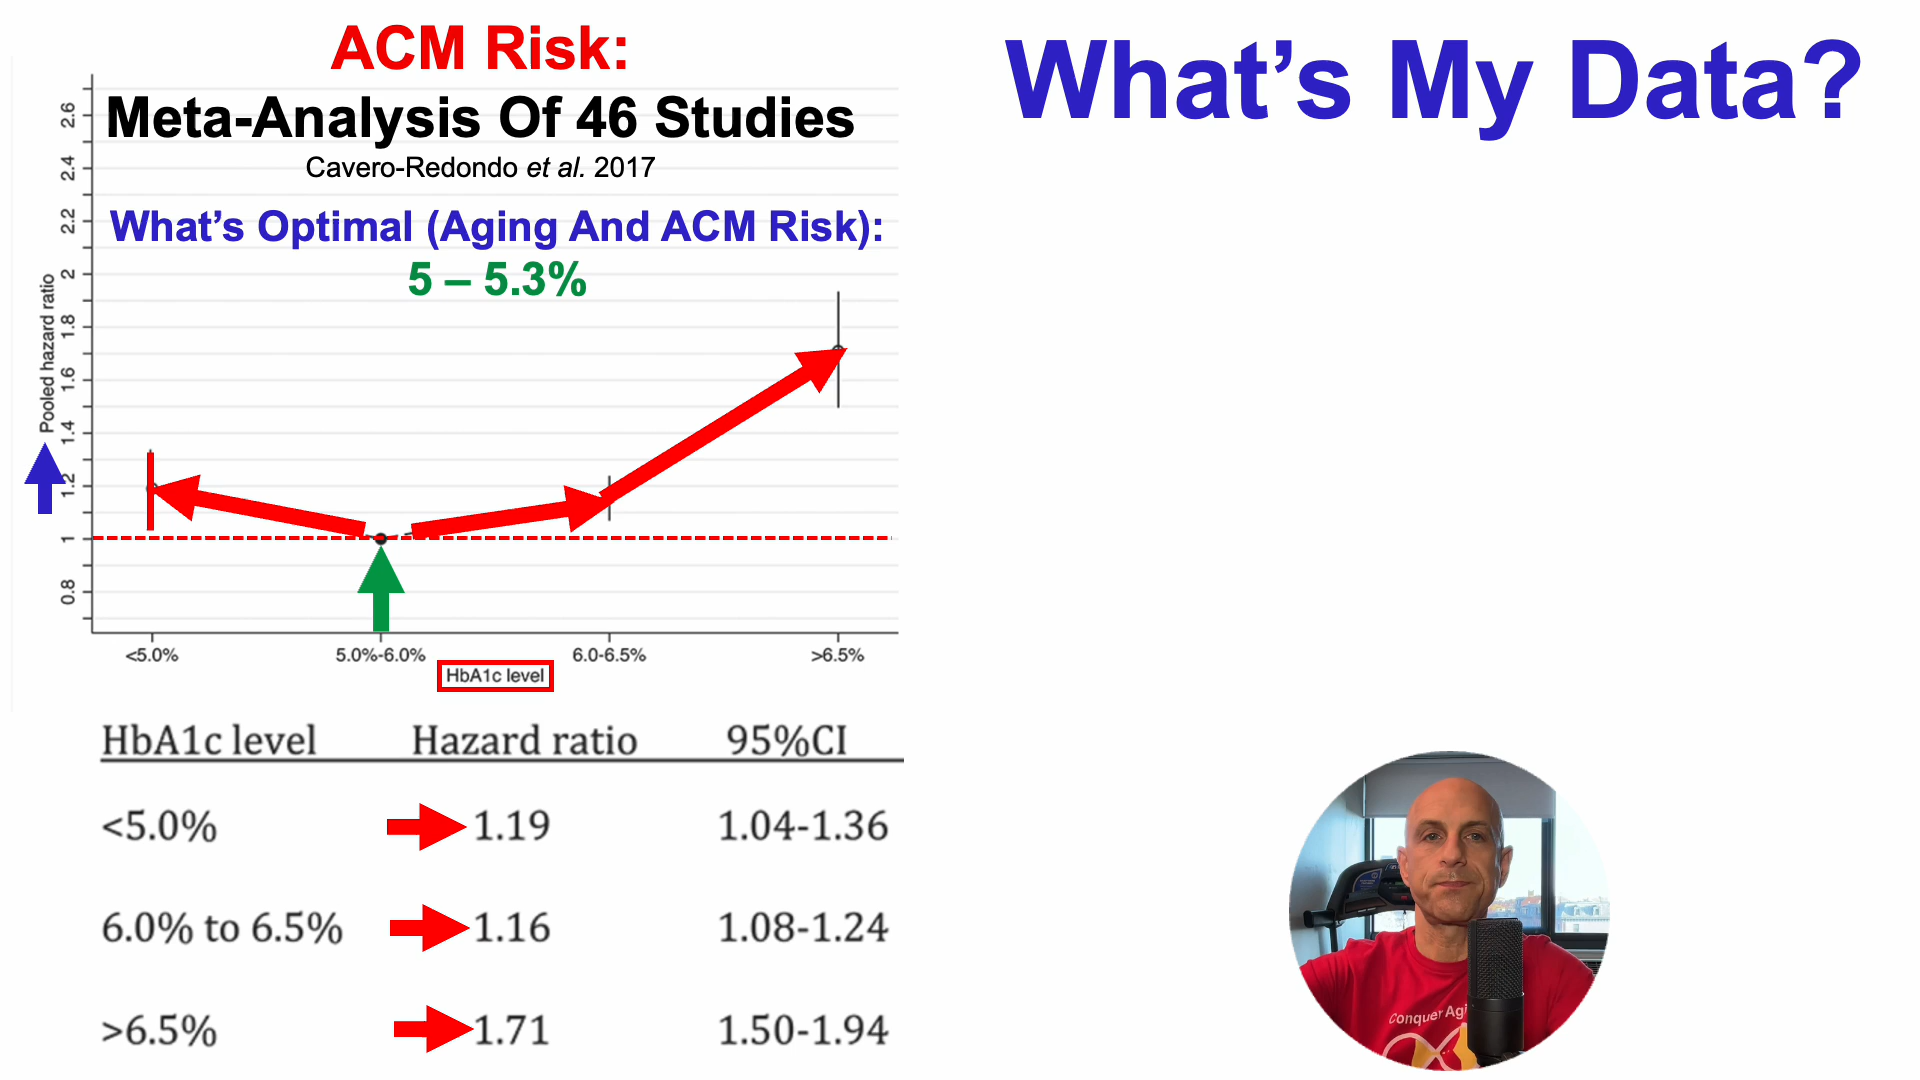 ACM Risk:
Meta-Analysis Of 46 Studies
Cavero-Redondo et al. 2017
What's Optimal (Aging And ACM Risk):
5 – 5.3%
Pooled hazard ratio
2.6
2.4
2.2
2
1.8
1.6
1.4
1.2
1
0.8
<5.0%
5.0%-6.0%
6.0-6.5%
>6.5%
HbA1c level
HbA1c level Hazard ratio 95%CI
<5.0% 1.19 1.04-1.36
6.0% to 6.5% 1.16 1.08-1.24
>6.5% 1.71 1.50-1.94
What's My Data?
Conquer Agi